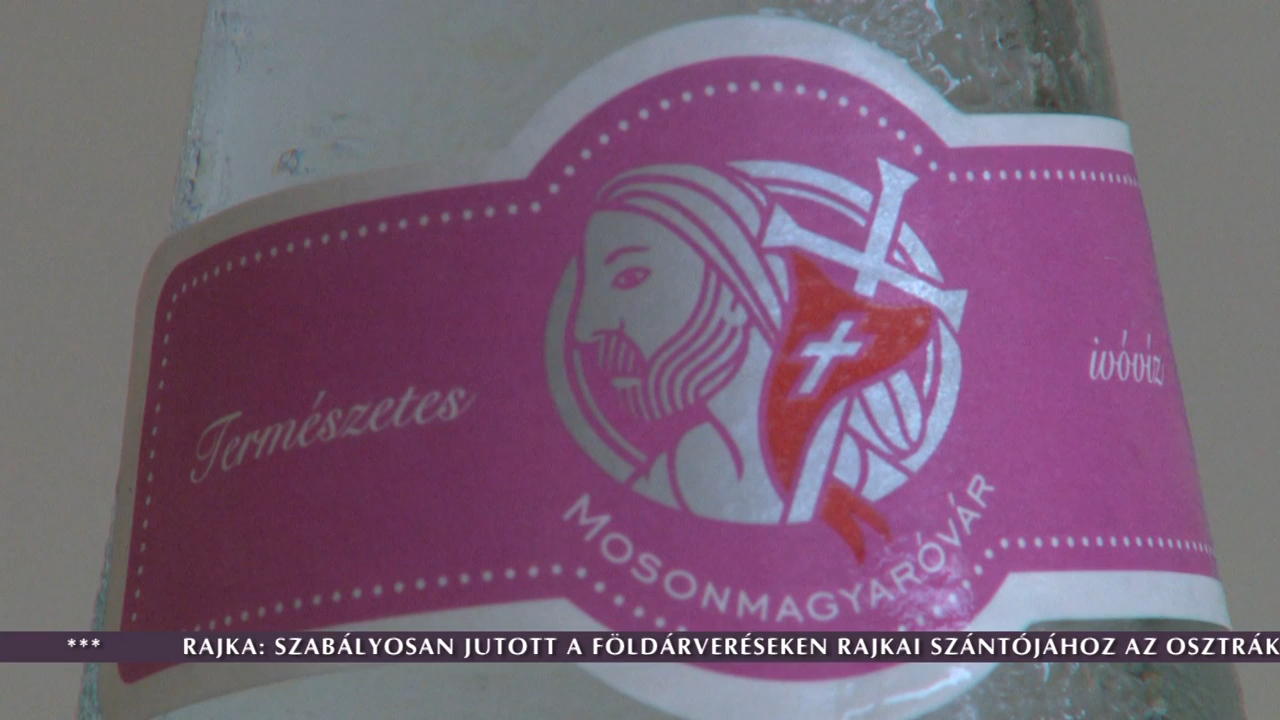 Természetes
ivóvíz
MOSONMAGYARÓVÁR
*** RAJKA: SZABÁLYOSAN JUTOTT A FÖLDÁRVERÉSEKEN RAJKAI SZÁNTÓJÁHOZ AZ OSZTRÁK